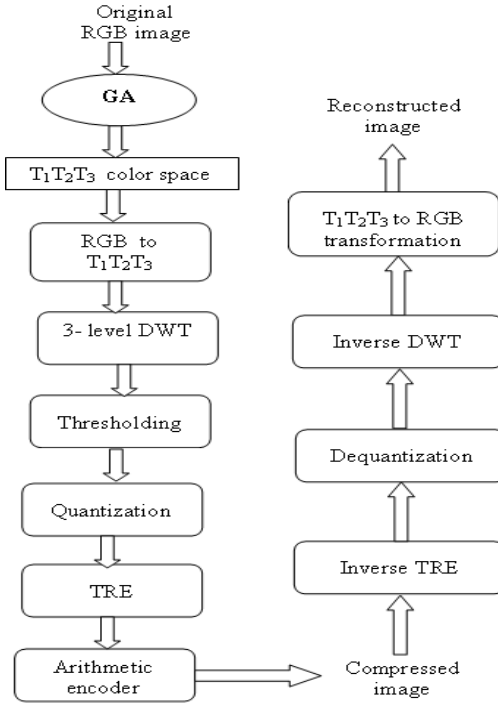 Original
RGB image
GA
T₁T₂T₃ color space
RGB to
T₁T₂T₃
3- level DWT
Thresholding
Quantization
TRE
Arithmetic
encoder
Compressed
image
Inverse TRE
Dequantization
Inverse DWT
T₁T₂T₃ to RGB
transformation
Reconstructed
image